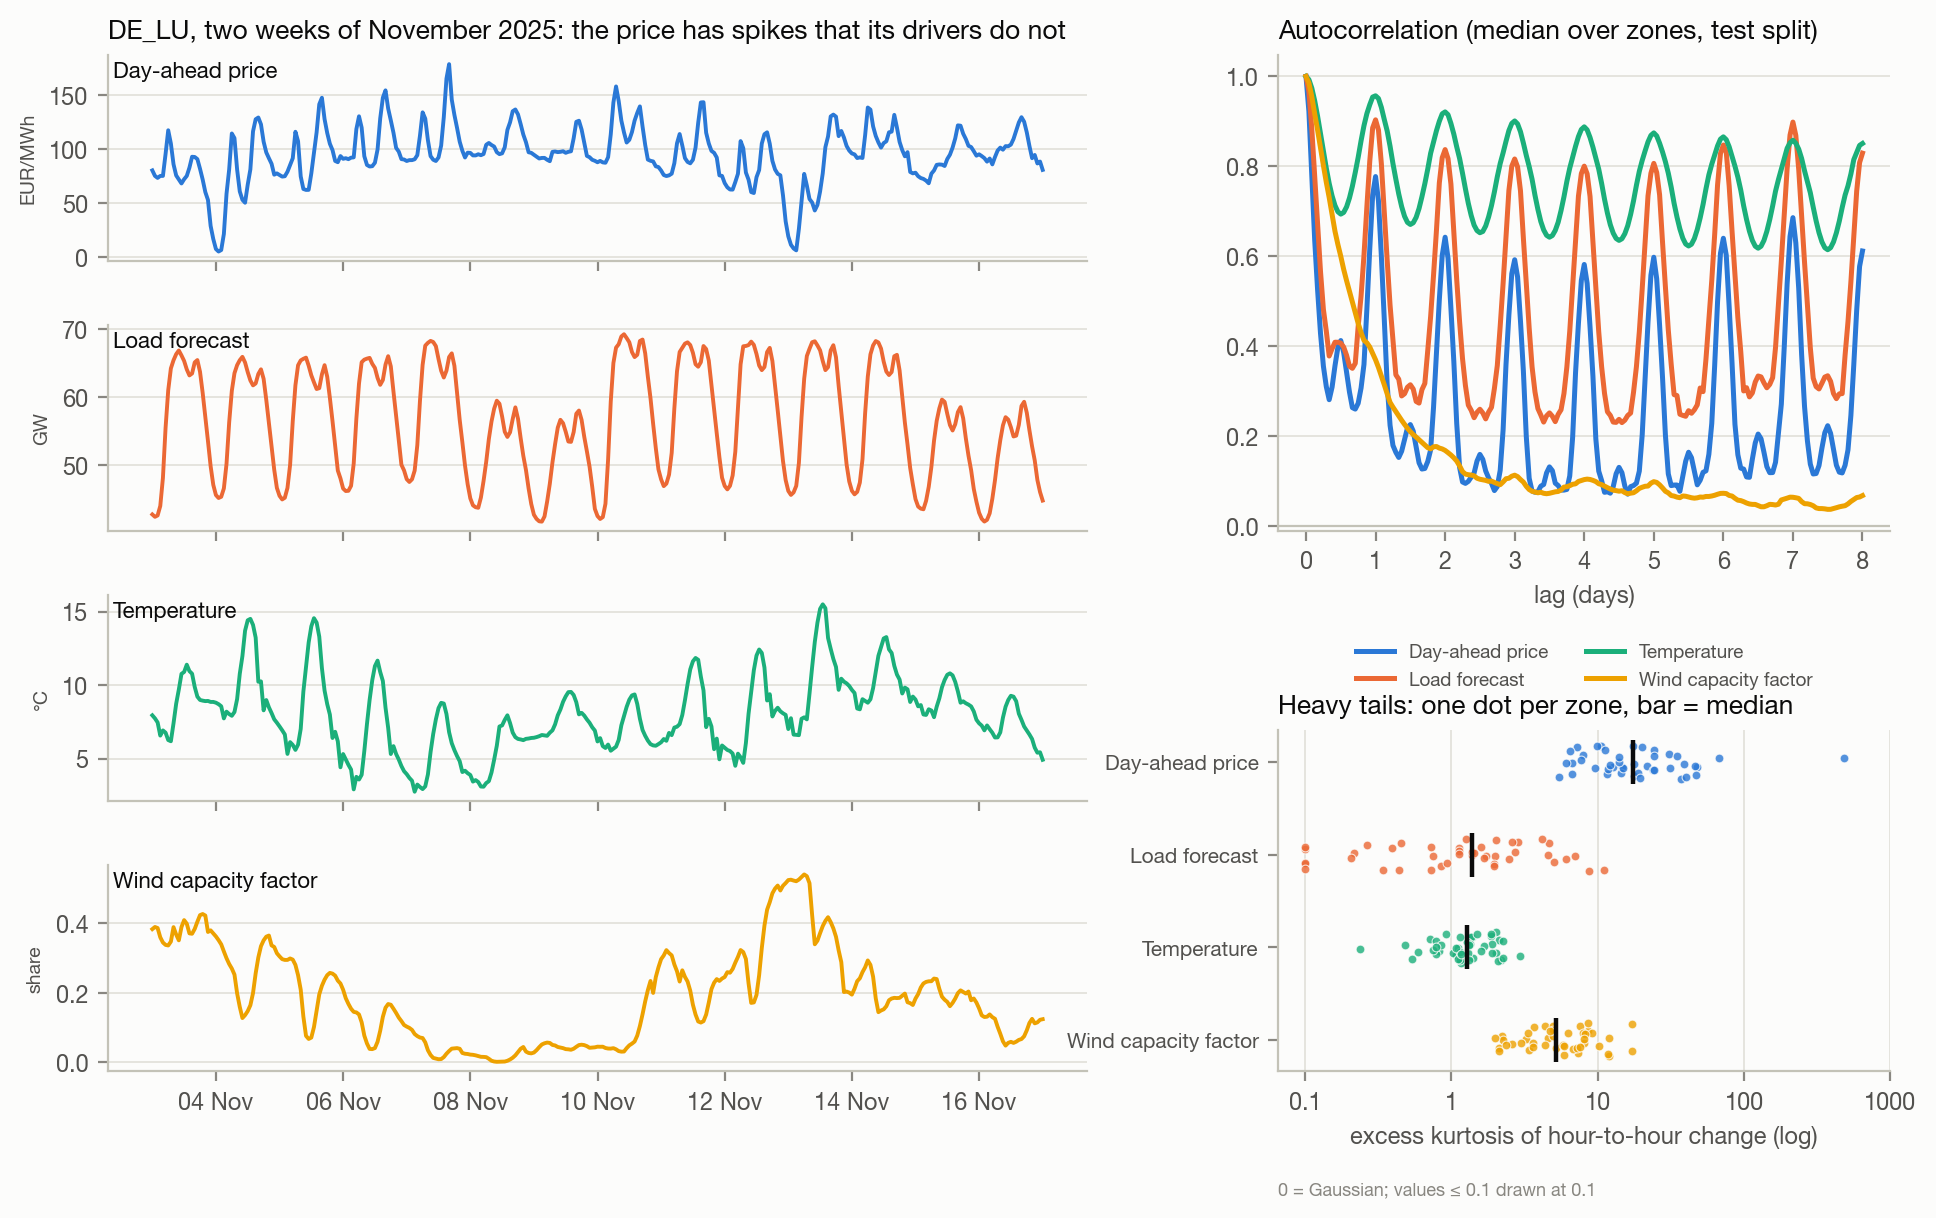 DE_LU, two weeks of November 2025: the price has spikes that its drivers do not
Day-ahead price
EUR/MWh
150
100
50
0
Load forecast
GW
70
60
50
Temperature
°C
15
10
5
Wind capacity factor
share
0.4
0.2
0.0
04 Nov 06 Nov 08 Nov 10 Nov 12 Nov 14 Nov 16 Nov
Autocorrelation (median over zones, test split)
1.0
0.8
0.6
0.4
0.2
0.0
0 1 2 3 4 5 6 7 8
lag (days)
Day-ahead price Temperature
Load forecast Wind capacity factor
Heavy tails: one dot per zone, bar = median
Day-ahead price
Load forecast
Temperature
Wind capacity factor
0.1 1 10 100 1000
excess kurtosis of hour-to-hour change (log)
0 = Gaussian; values ≤ 0.1 drawn at 0.1